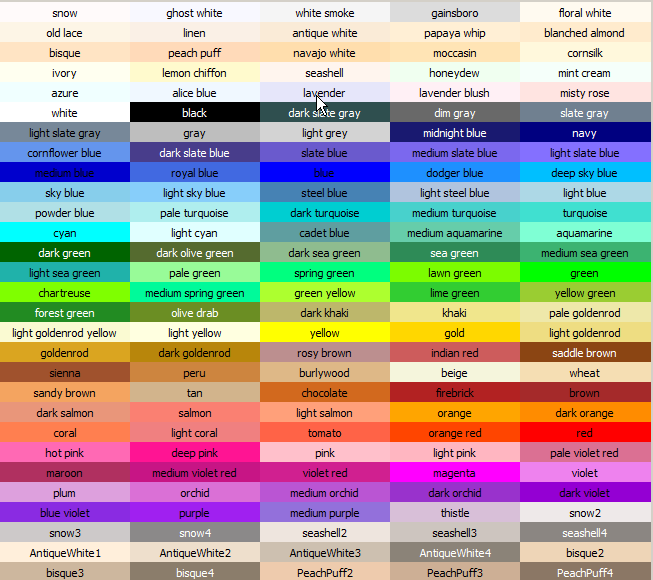 snow ghost white white smoke gainsboro floral white
old lace linen antique white papaya whip blanched almond
bisque peach puff navajo white moccasin cornsilk
ivory lemon chiffon seashell honeydew mint cream
azure alice blue lavender lavender blush misty rose
white black dark slate gray dim gray slate gray
light slate gray gray light grey midnight blue navy
cornflower blue dark slate blue slate blue medium slate blue light slate blue
medium blue royal blue blue dodger blue deep sky blue
sky blue light sky blue steel blue light steel blue light blue
powder blue pale turquoise dark turquoise medium turquoise turquoise
cyan light cyan cadet blue medium aquamarine aquamarine
dark green dark olive green dark sea green sea green medium sea green
light sea green pale green spring green lawn green green
chartreuse medium spring green green yellow lime green yellow green
forest green olive drab dark khaki khaki pale goldenrod
light goldenrod yellow light yellow yellow gold light goldenrod
goldenrod dark goldenrod rosy brown indian red saddle brown
sienna peru burlywood beige wheat
sandy brown tan chocolate firebrick brown
dark salmon salmon light salmon orange dark orange
coral light coral tomato orange red red
hot pink deep pink pink light pink pale violet red
maroon medium violet red violet red magenta violet
plum orchid medium orchid dark orchid dark violet
blue violet purple medium purple thistle snow2
snow3 snow4 seashell2 seashell3 seashell4
AntiqueWhite1 AntiqueWhite2 AntiqueWhite3 AntiqueWhite4 bisque2
bisque3 bisque4 PeachPuff2 PeachPuff3 PeachPuff4